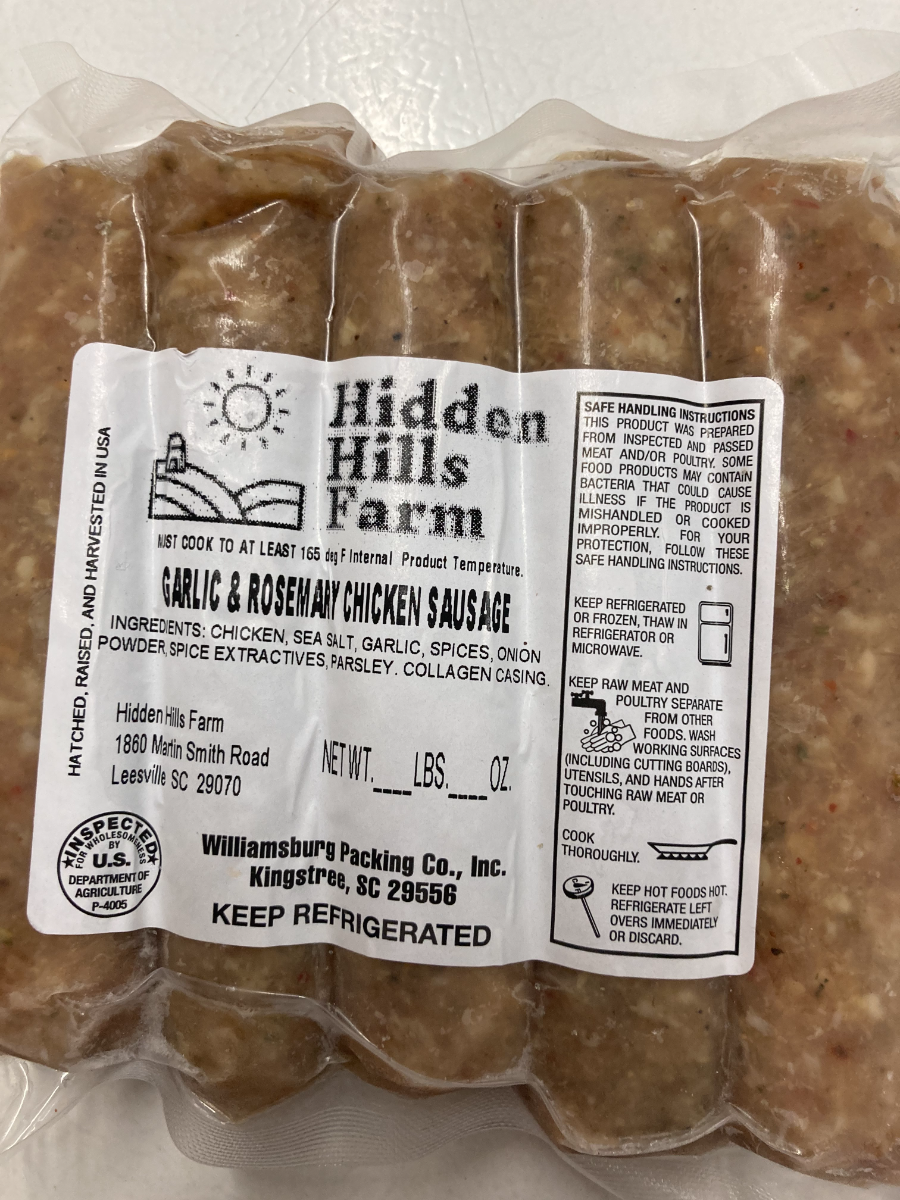 Hidden
Hills
Farm
HATCHED, RAISED, AND HARVESTED IN USA
MUST COOK TO AT LEAST 165 deg F Internal Product Temperature.
GARLIC & ROSEMARY CHICKEN SAUSAGE
INGREDIENTS: CHICKEN, SEA SALT, GARLIC, SPICES, ONION
POWDER, SPICE EXTRACTIVES, PARSLEY. COLLAGEN CASING.
Hidden Hills Farm
1860 Martin Smith Road
Leesville SC 29070
NET WT.____LBS.____OZ.
INSPECTED
FOR WHOLESOMENESS
BY
U.S.
DEPARTMENT OF
AGRICULTURE
P-4005
Williamsburg Packing Co., Inc.
Kingstree, SC 29556
KEEP REFRIGERATED
SAFE HANDLING INSTRUCTIONS
THIS PRODUCT WAS PREPARED
FROM INSPECTED AND PASSED
MEAT AND/OR POULTRY. SOME
FOOD PRODUCTS MAY CONTAIN
BACTERIA THAT COULD CAUSE
ILLNESS IF THE PRODUCT IS
MISHANDLED OR COOKED
IMPROPERLY. FOR YOUR
PROTECTION, FOLLOW THESE
SAFE HANDLING INSTRUCTIONS.
KEEP REFRIGERATED
OR FROZEN, THAW IN
REFRIGERATOR OR
MICROWAVE.
KEEP RAW MEAT AND
POULTRY SEPARATE
FROM OTHER
FOODS. WASH
WORKING SURFACES
(INCLUDING CUTTING BOARDS),
UTENSILS, AND HANDS AFTER
TOUCHING RAW MEAT OR
POULTRY.
COOK
THOROUGHLY.
KEEP HOT FOODS HOT.
REFRIGERATE LEFT
OVERS IMMEDIATELY
OR DISCARD.